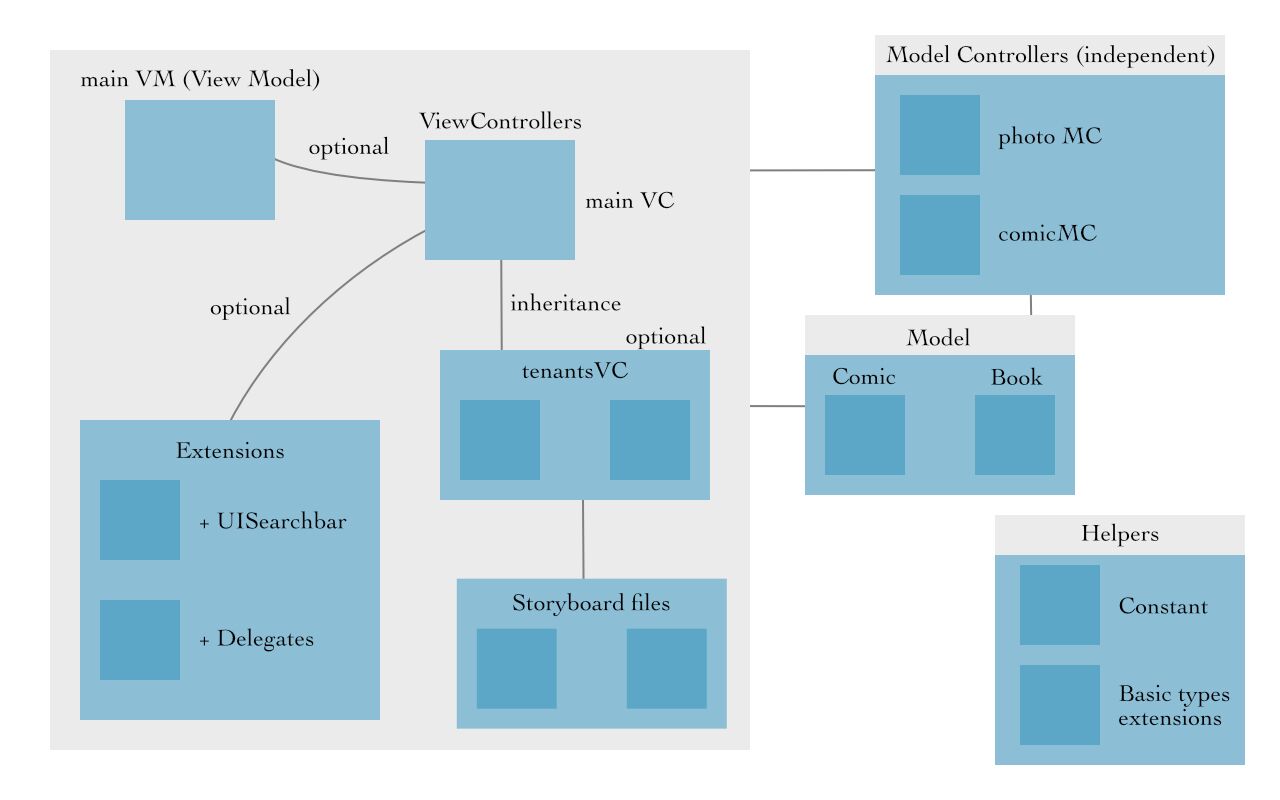 main VM (View Model)
optional
ViewControllers
main VC
optional
inheritance
optional
tenantsVC
Extensions
+ UISearchbar
+ Delegates
Storyboard files
Model Controllers (independent)
photo MC
comicMC
Model
Comic
Book
Helpers
Constant
Basic types
extensions